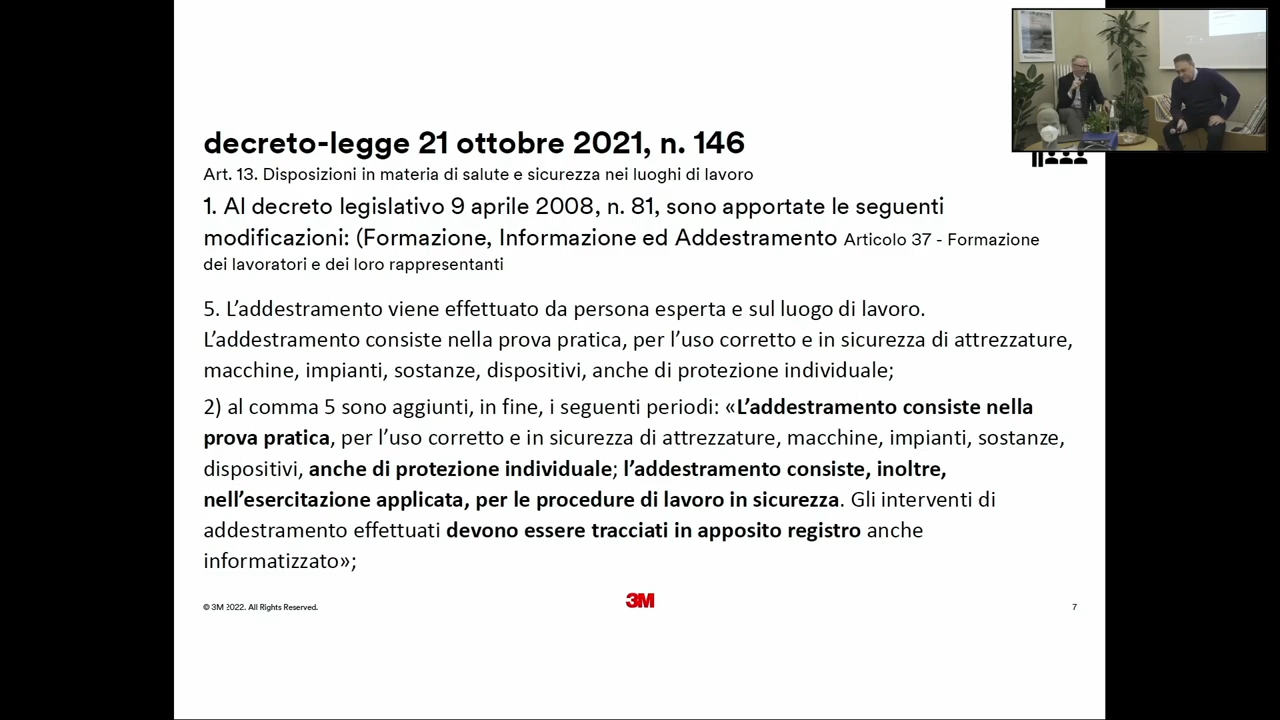 decreto-legge 21 ottobre 2021, n. 146
Art. 13. Disposizioni in materia di salute e sicurezza nei luoghi di lavoro
1. Al decreto legislativo 9 aprile 2008, n. 81, sono apportate le seguenti
modificazioni: (Formazione, Informazione ed Addestramento Articolo 37 - Formazione
dei lavoratori e dei loro rappresentanti
5. L’addestramento viene effettuato da persona esperta e sul luogo di lavoro.
L’addestramento consiste nella prova pratica, per l’uso corretto e in sicurezza di attrezzature,
macchine, impianti, sostanze, dispositivi, anche di protezione individuale;
2) al comma 5 sono aggiunti, in fine, i seguenti periodi: «L’addestramento consiste nella
prova pratica, per l’uso corretto e in sicurezza di attrezzature, macchine, impianti, sostanze,
dispositivi, anche di protezione individuale; l’addestramento consiste, inoltre,
nell’esercitazione applicata, per le procedure di lavoro in sicurezza. Gli interventi di
addestramento effettuati devono essere tracciati in apposito registro anche
informatizzato»;
© 3M 2022. All Rights Reserved.
3M
7